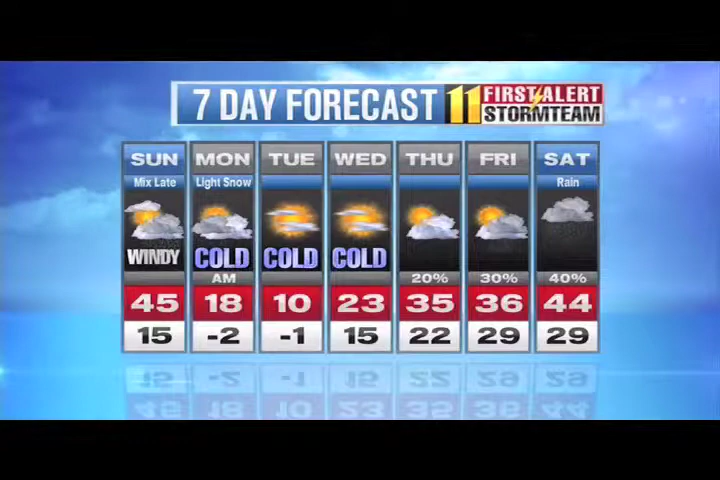 7 DAY FORECAST 11 FIRST ALERT
STORMTEAM
SUN MON TUE WED THU FRI SAT
Mix Late Light Snow Rain
WINDY COLD COLD COLD
AM 20% 30% 40%
45 18 10 23 35 36 44
15 -2 -1 15 22 29 29